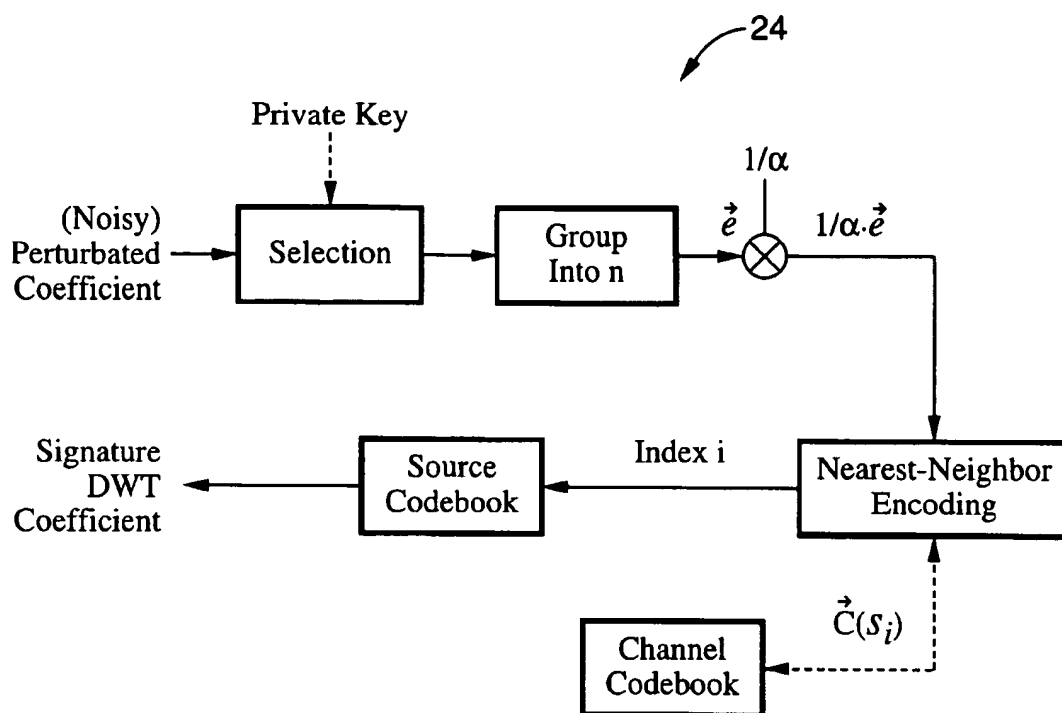 24
Private Key
1/α
(Noisy)
Perturbated
Coefficient
Selection
Group
Into n
e⃗
1/α·e⃗
Signature
DWT
Coefficient
Source
Codebook
Index i
Nearest-Neighbor
Encoding
C⃗(Sᵢ)
Channel
Codebook